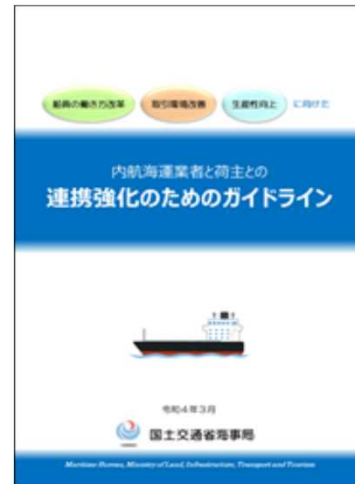 船員の働き方改革 取引環境改善 生産性向上 に向けた
内航海運業者と荷主との
連携強化のためのガイドライン
令和4年3月
国土交通省海事局
Maritime Bureau, Ministry of Land, Infrastructure, Transport and Tourism